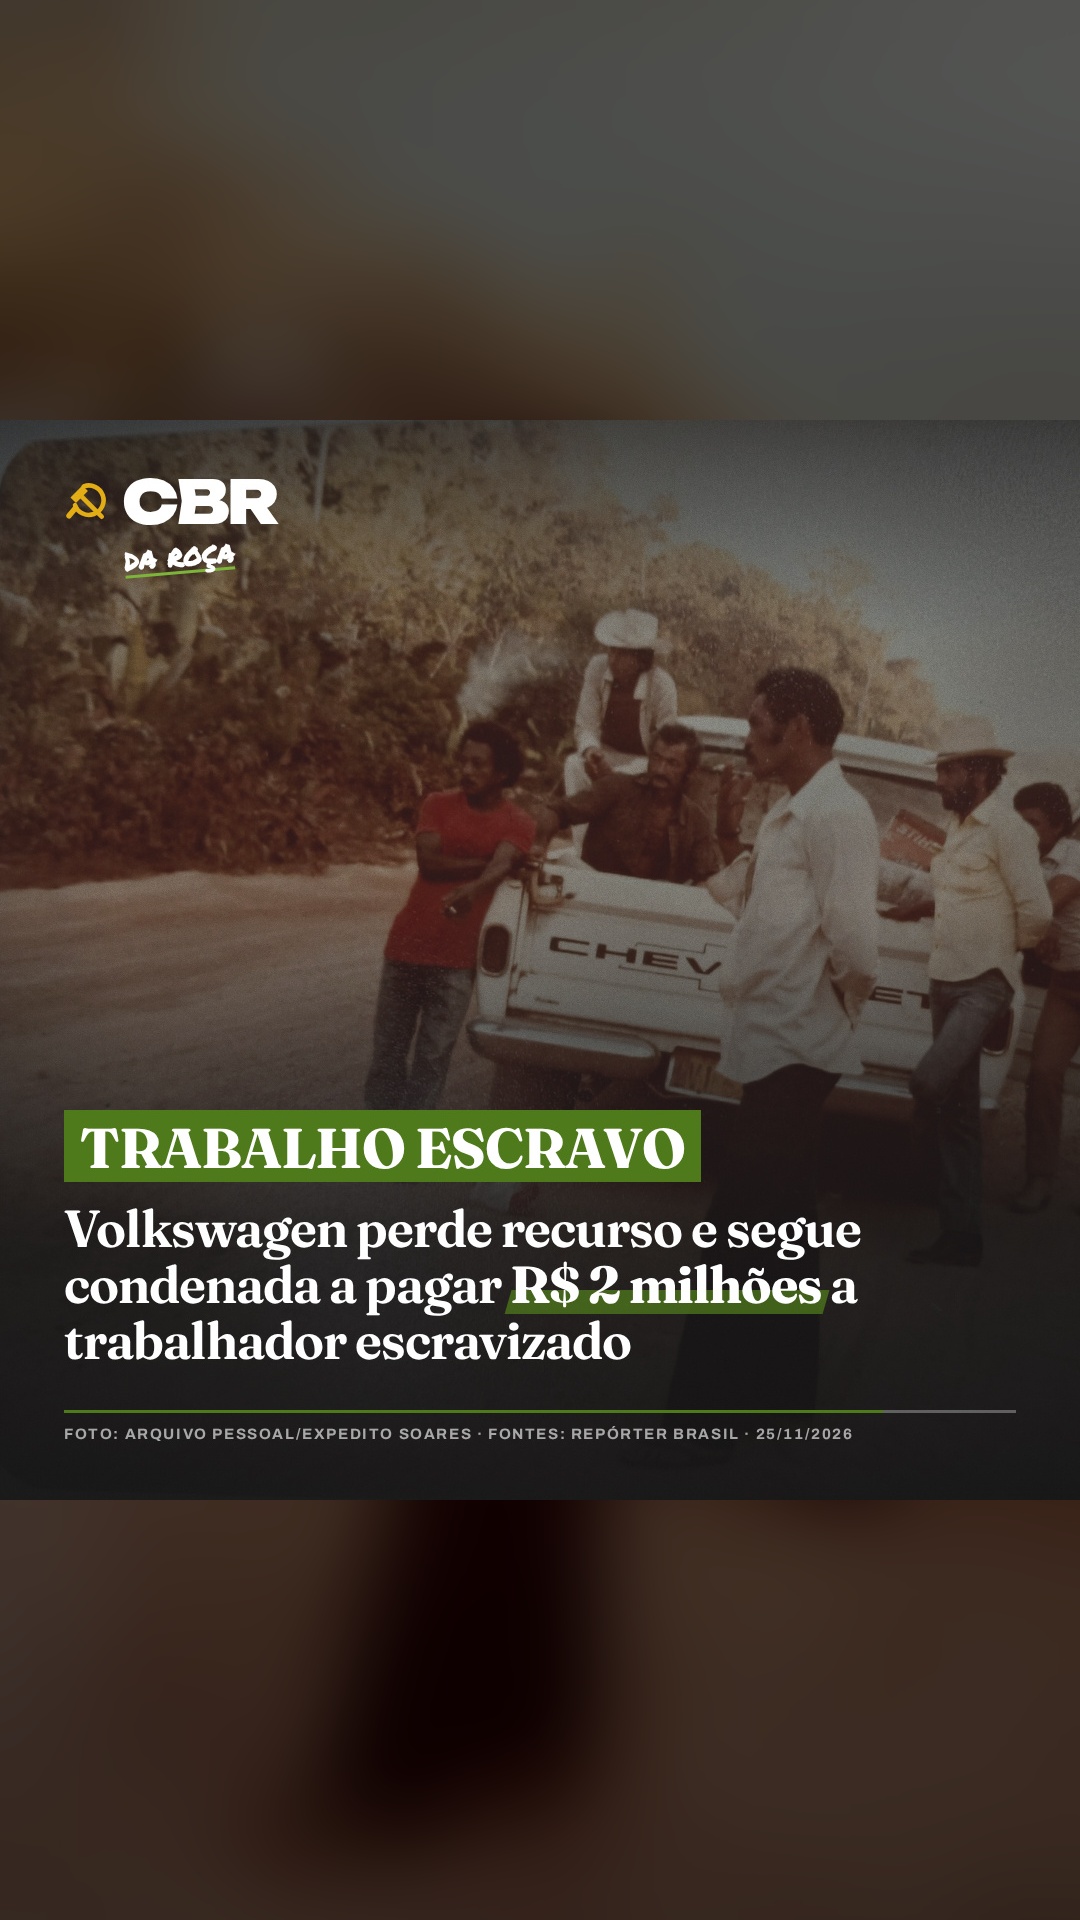 CBR
DA ROÇA
CHEV ET
TRABALHO ESCRAVO
Volkswagen perde recurso e segue
condenada a pagar R$ 2 milhões a
trabalhador escravizado
FOTO: ARQUIVO PESSOAL/EXPEDITO SOARES · FONTES: REPÓRTER BRASIL · 25/11/2026